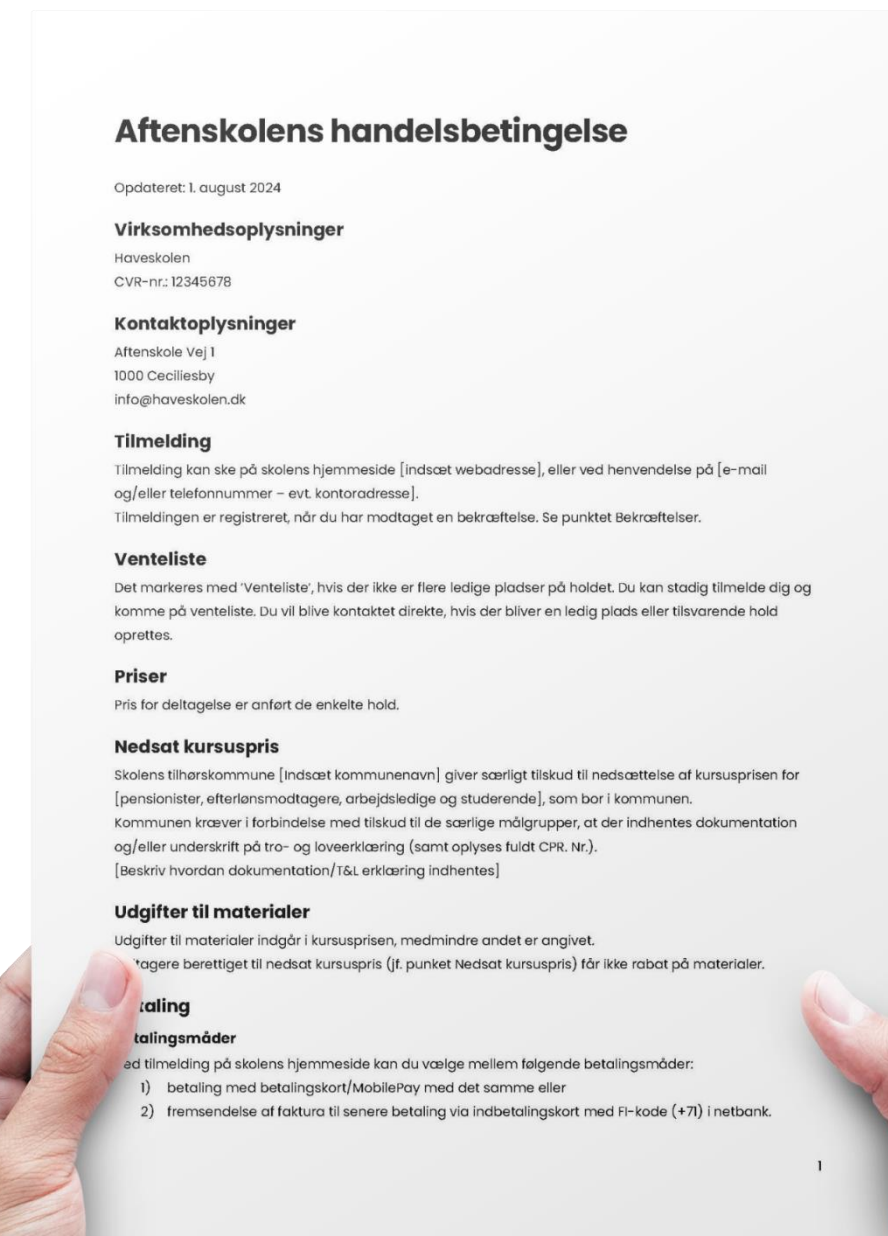 Aftenskolens handelsbetingelse
Opdateret: 1. august 2024
Virksomhedsoplysninger
Haveskolen
CVR-nr.: 12345678
Kontaktoplysninger
Aftenskole Vej 1
1000 Ceciliesby
info@haveskolen.dk
Tilmelding
Tilmelding kan ske på skolens hjemmeside [indsæt webadresse], eller ved henvendelse på [e-mail
og/eller telefonnummer – evt. kontoradresse].
Tilmeldingen er registreret, når du har modtaget en bekræftelse. Se punktet Bekræftelser.
Venteliste
Det markeres med 'Venteliste', hvis der ikke er flere ledige pladser på holdet. Du kan stadig tilmelde dig og
komme på venteliste. Du vil blive kontaktet direkte, hvis der bliver en ledig plads eller tilsvarende hold
oprettes.
Priser
Pris for deltagelse er anført de enkelte hold.
Nedsat kursuspris
Skolens tilhørskommune [Indsæt kommunenavn] giver særligt tilskud til nedsættelse af kursusprisen for
[pensionister, efterlønsmodtagere, arbejdsledige og studerende], som bor i kommunen.
Kommunen kræver i forbindelse med tilskud til de særlige målgrupper, at der indhentes dokumentation
og/eller underskrift på tro- og loveerklæring (samt oplyses fuldt CPR. Nr.).
[Beskriv hvordan dokumentation/T&L erklæring indhentes]
Udgifter til materialer
Udgifter til materialer indgår i kursusprisen, medmindre andet er angivet.
tagere berettiget til nedsat kursuspris (jf. punket Nedsat kursuspris) får ikke rabat på materialer.
taling
talingsmåder
ed tilmelding på skolens hjemmeside kan du vælge mellem følgende betalingsmåder:
1) betaling med betalingskort/MobilePay med det samme eller
2) fremsendelse af faktura til senere betaling via indbetalingskort med FI-kode (+71) i netbank.
1